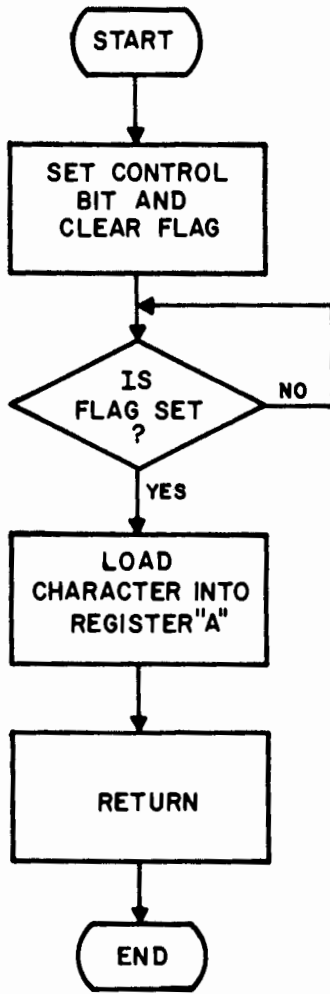 START
SET CONTROL
BIT AND
CLEAR FLAG
IS
FLAG SET
?
NO
YES
LOAD
CHARACTER INTO
REGISTER "A"
RETURN
END